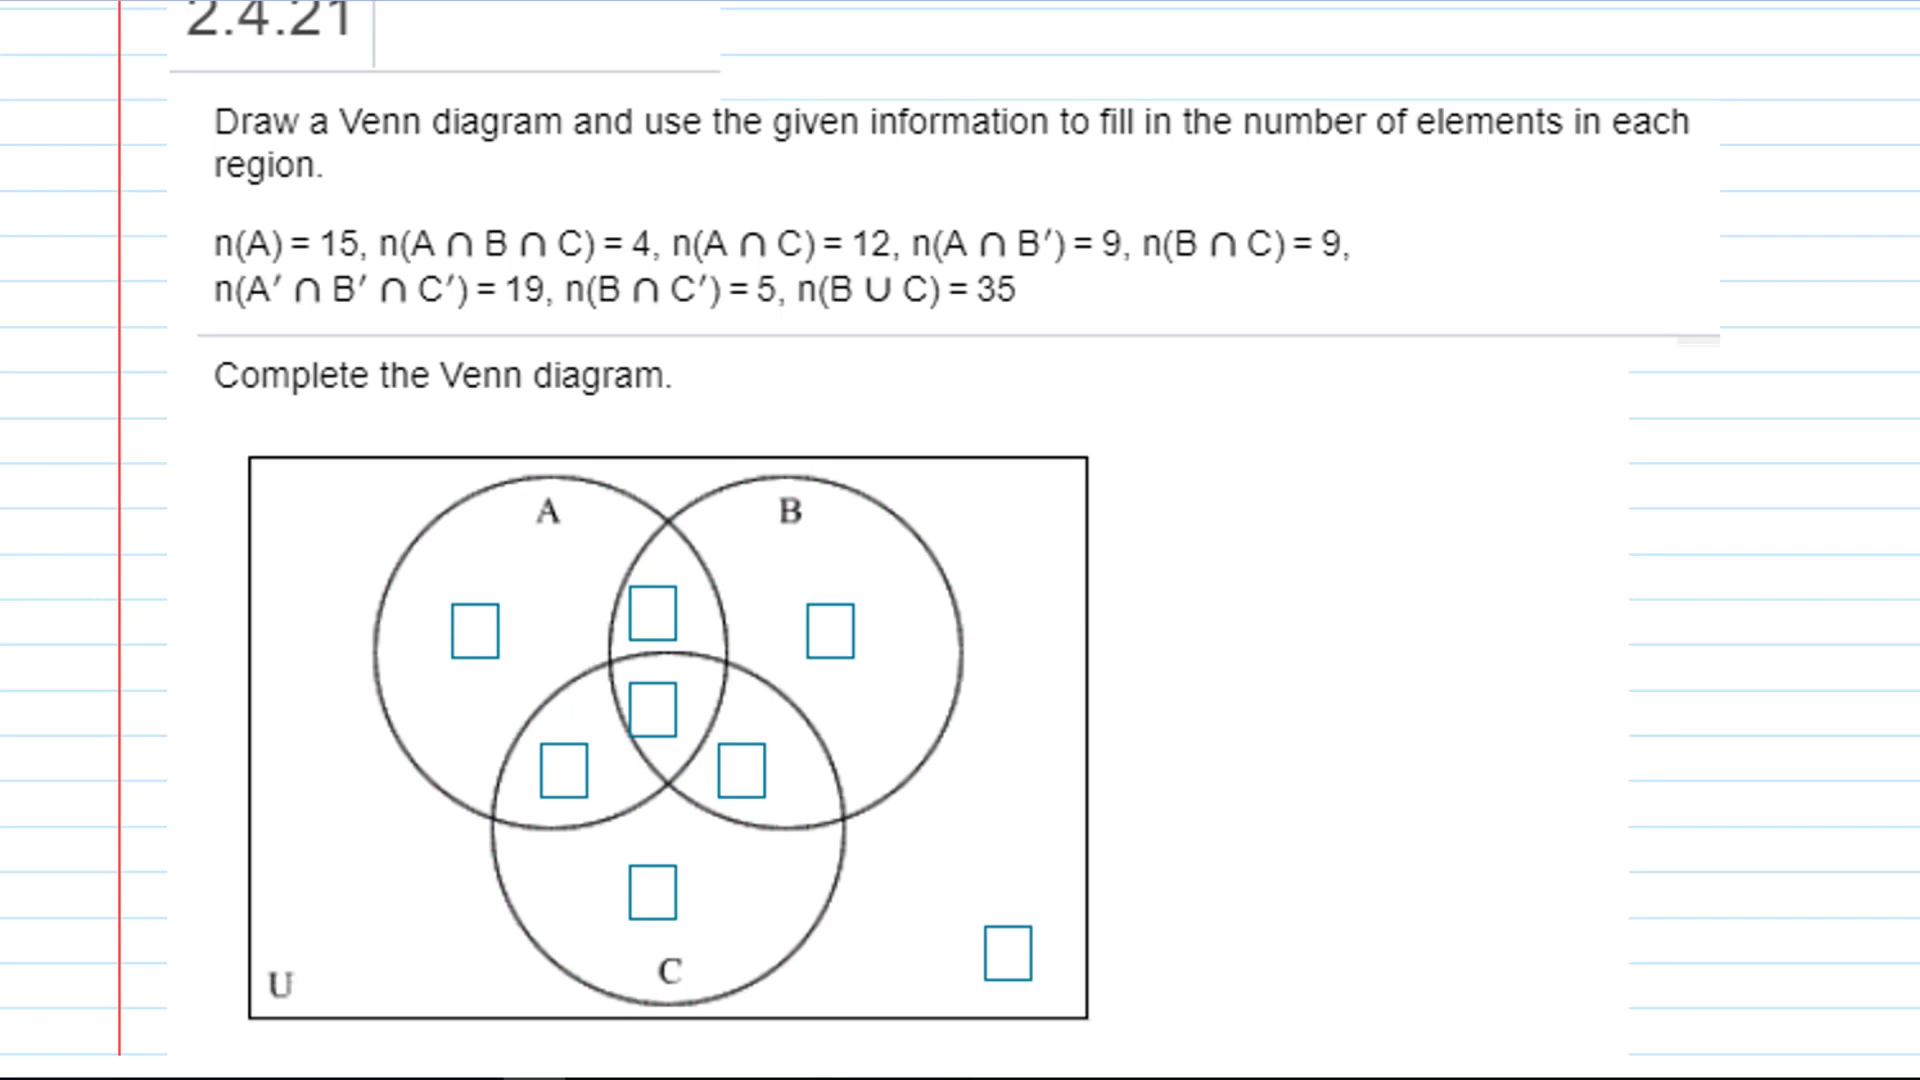 2.4.21
Draw a Venn diagram and use the given information to fill in the number of elements in each
region.
n(A) = 15, n(A ∩ B ∩ C) = 4, n(A ∩ C) = 12, n(A ∩ B′) = 9, n(B ∩ C) = 9,
n(A′ ∩ B′ ∩ C′) = 19, n(B ∩ C′) = 5, n(B ∪ C) = 35
Complete the Venn diagram.
A
B
C
U